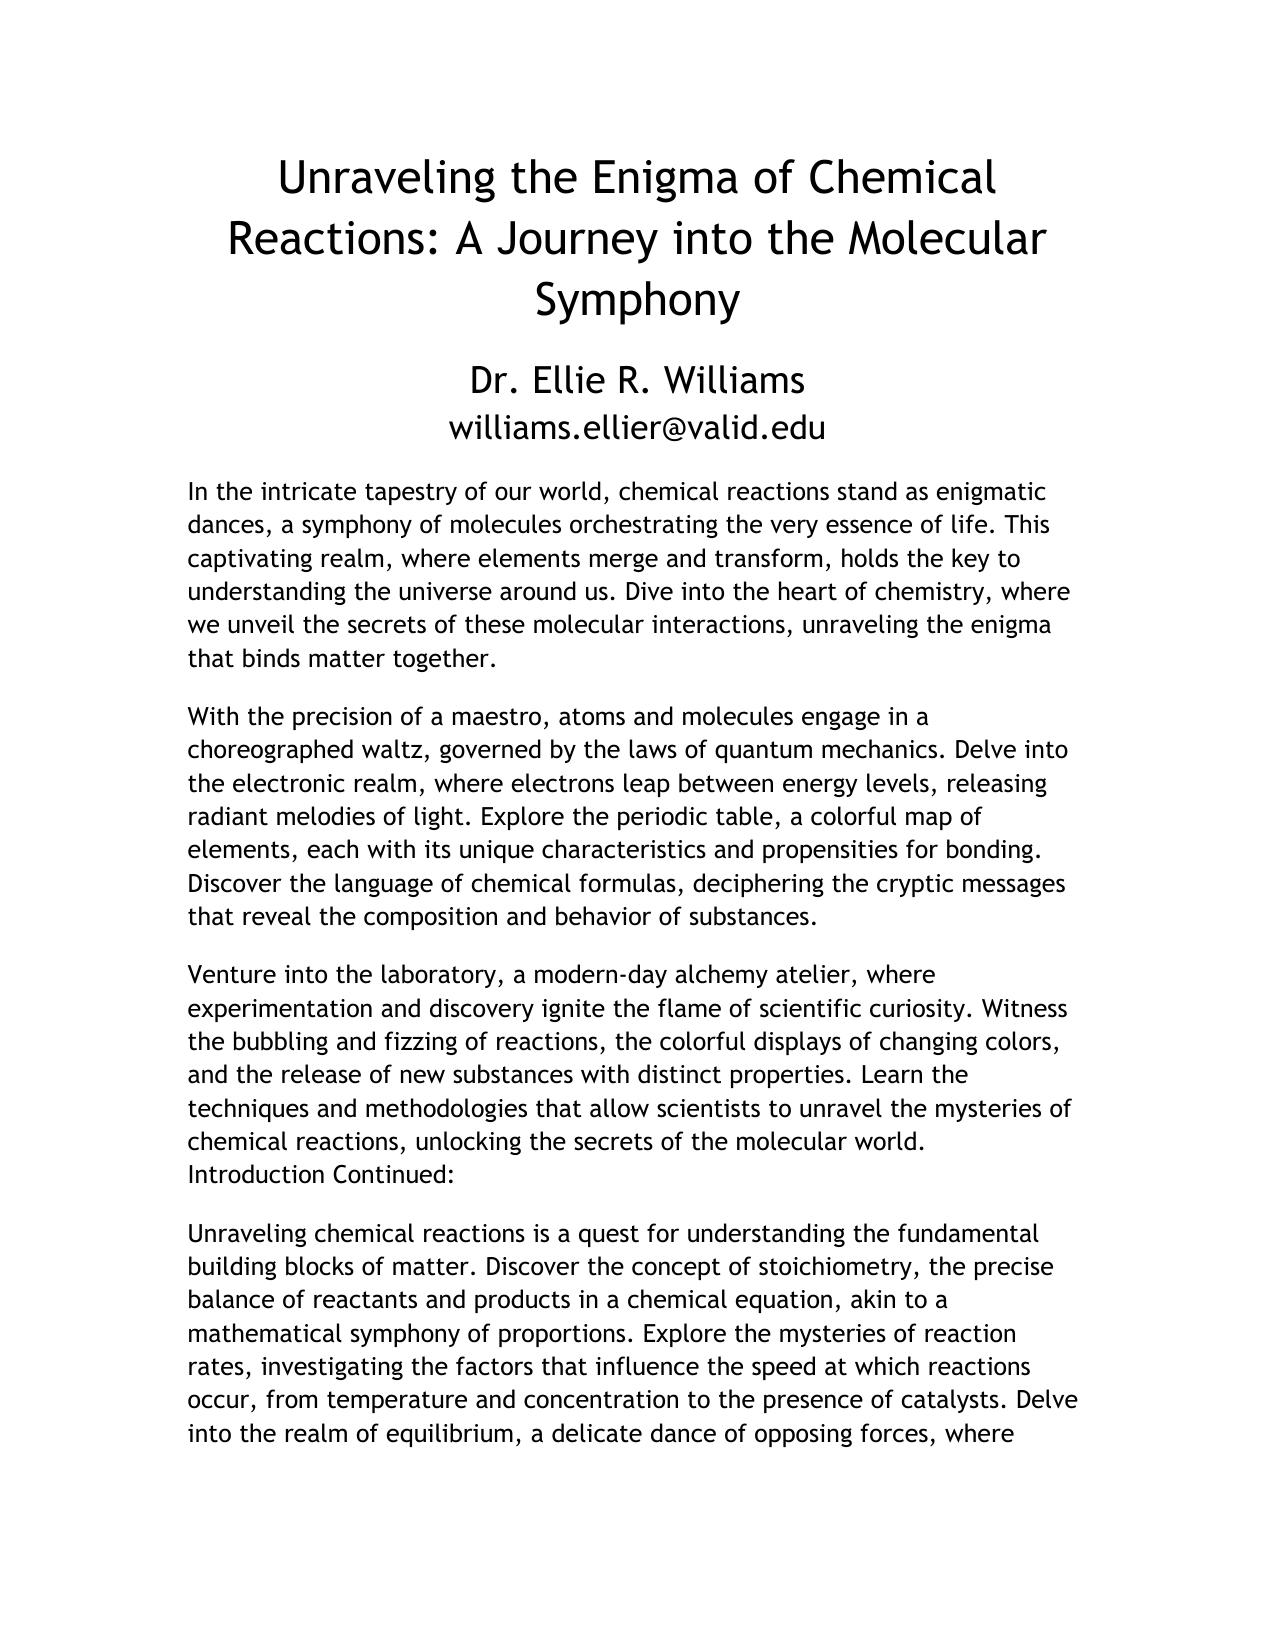 Unraveling the Enigma of Chemical
Reactions: A Journey into the Molecular
Symphony
Dr. Ellie R. Williams
williams.ellier@valid.edu
In the intricate tapestry of our world, chemical reactions stand as enigmatic
dances, a symphony of molecules orchestrating the very essence of life. This
captivating realm, where elements merge and transform, holds the key to
understanding the universe around us. Dive into the heart of chemistry, where
we unveil the secrets of these molecular interactions, unraveling the enigma
that binds matter together.
With the precision of a maestro, atoms and molecules engage in a
choreographed waltz, governed by the laws of quantum mechanics. Delve into
the electronic realm, where electrons leap between energy levels, releasing
radiant melodies of light. Explore the periodic table, a colorful map of
elements, each with its unique characteristics and propensities for bonding.
Discover the language of chemical formulas, deciphering the cryptic messages
that reveal the composition and behavior of substances.
Venture into the laboratory, a modern-day alchemy atelier, where
experimentation and discovery ignite the flame of scientific curiosity. Witness
the bubbling and fizzing of reactions, the colorful displays of changing colors,
and the release of new substances with distinct properties. Learn the
techniques and methodologies that allow scientists to unravel the mysteries of
chemical reactions, unlocking the secrets of the molecular world.
Introduction Continued:
Unraveling chemical reactions is a quest for understanding the fundamental
building blocks of matter. Discover the concept of stoichiometry, the precise
balance of reactants and products in a chemical equation, akin to a
mathematical symphony of proportions. Explore the mysteries of reaction
rates, investigating the factors that influence the speed at which reactions
occur, from temperature and concentration to the presence of catalysts. Delve
into the realm of equilibrium, a delicate dance of opposing forces, where